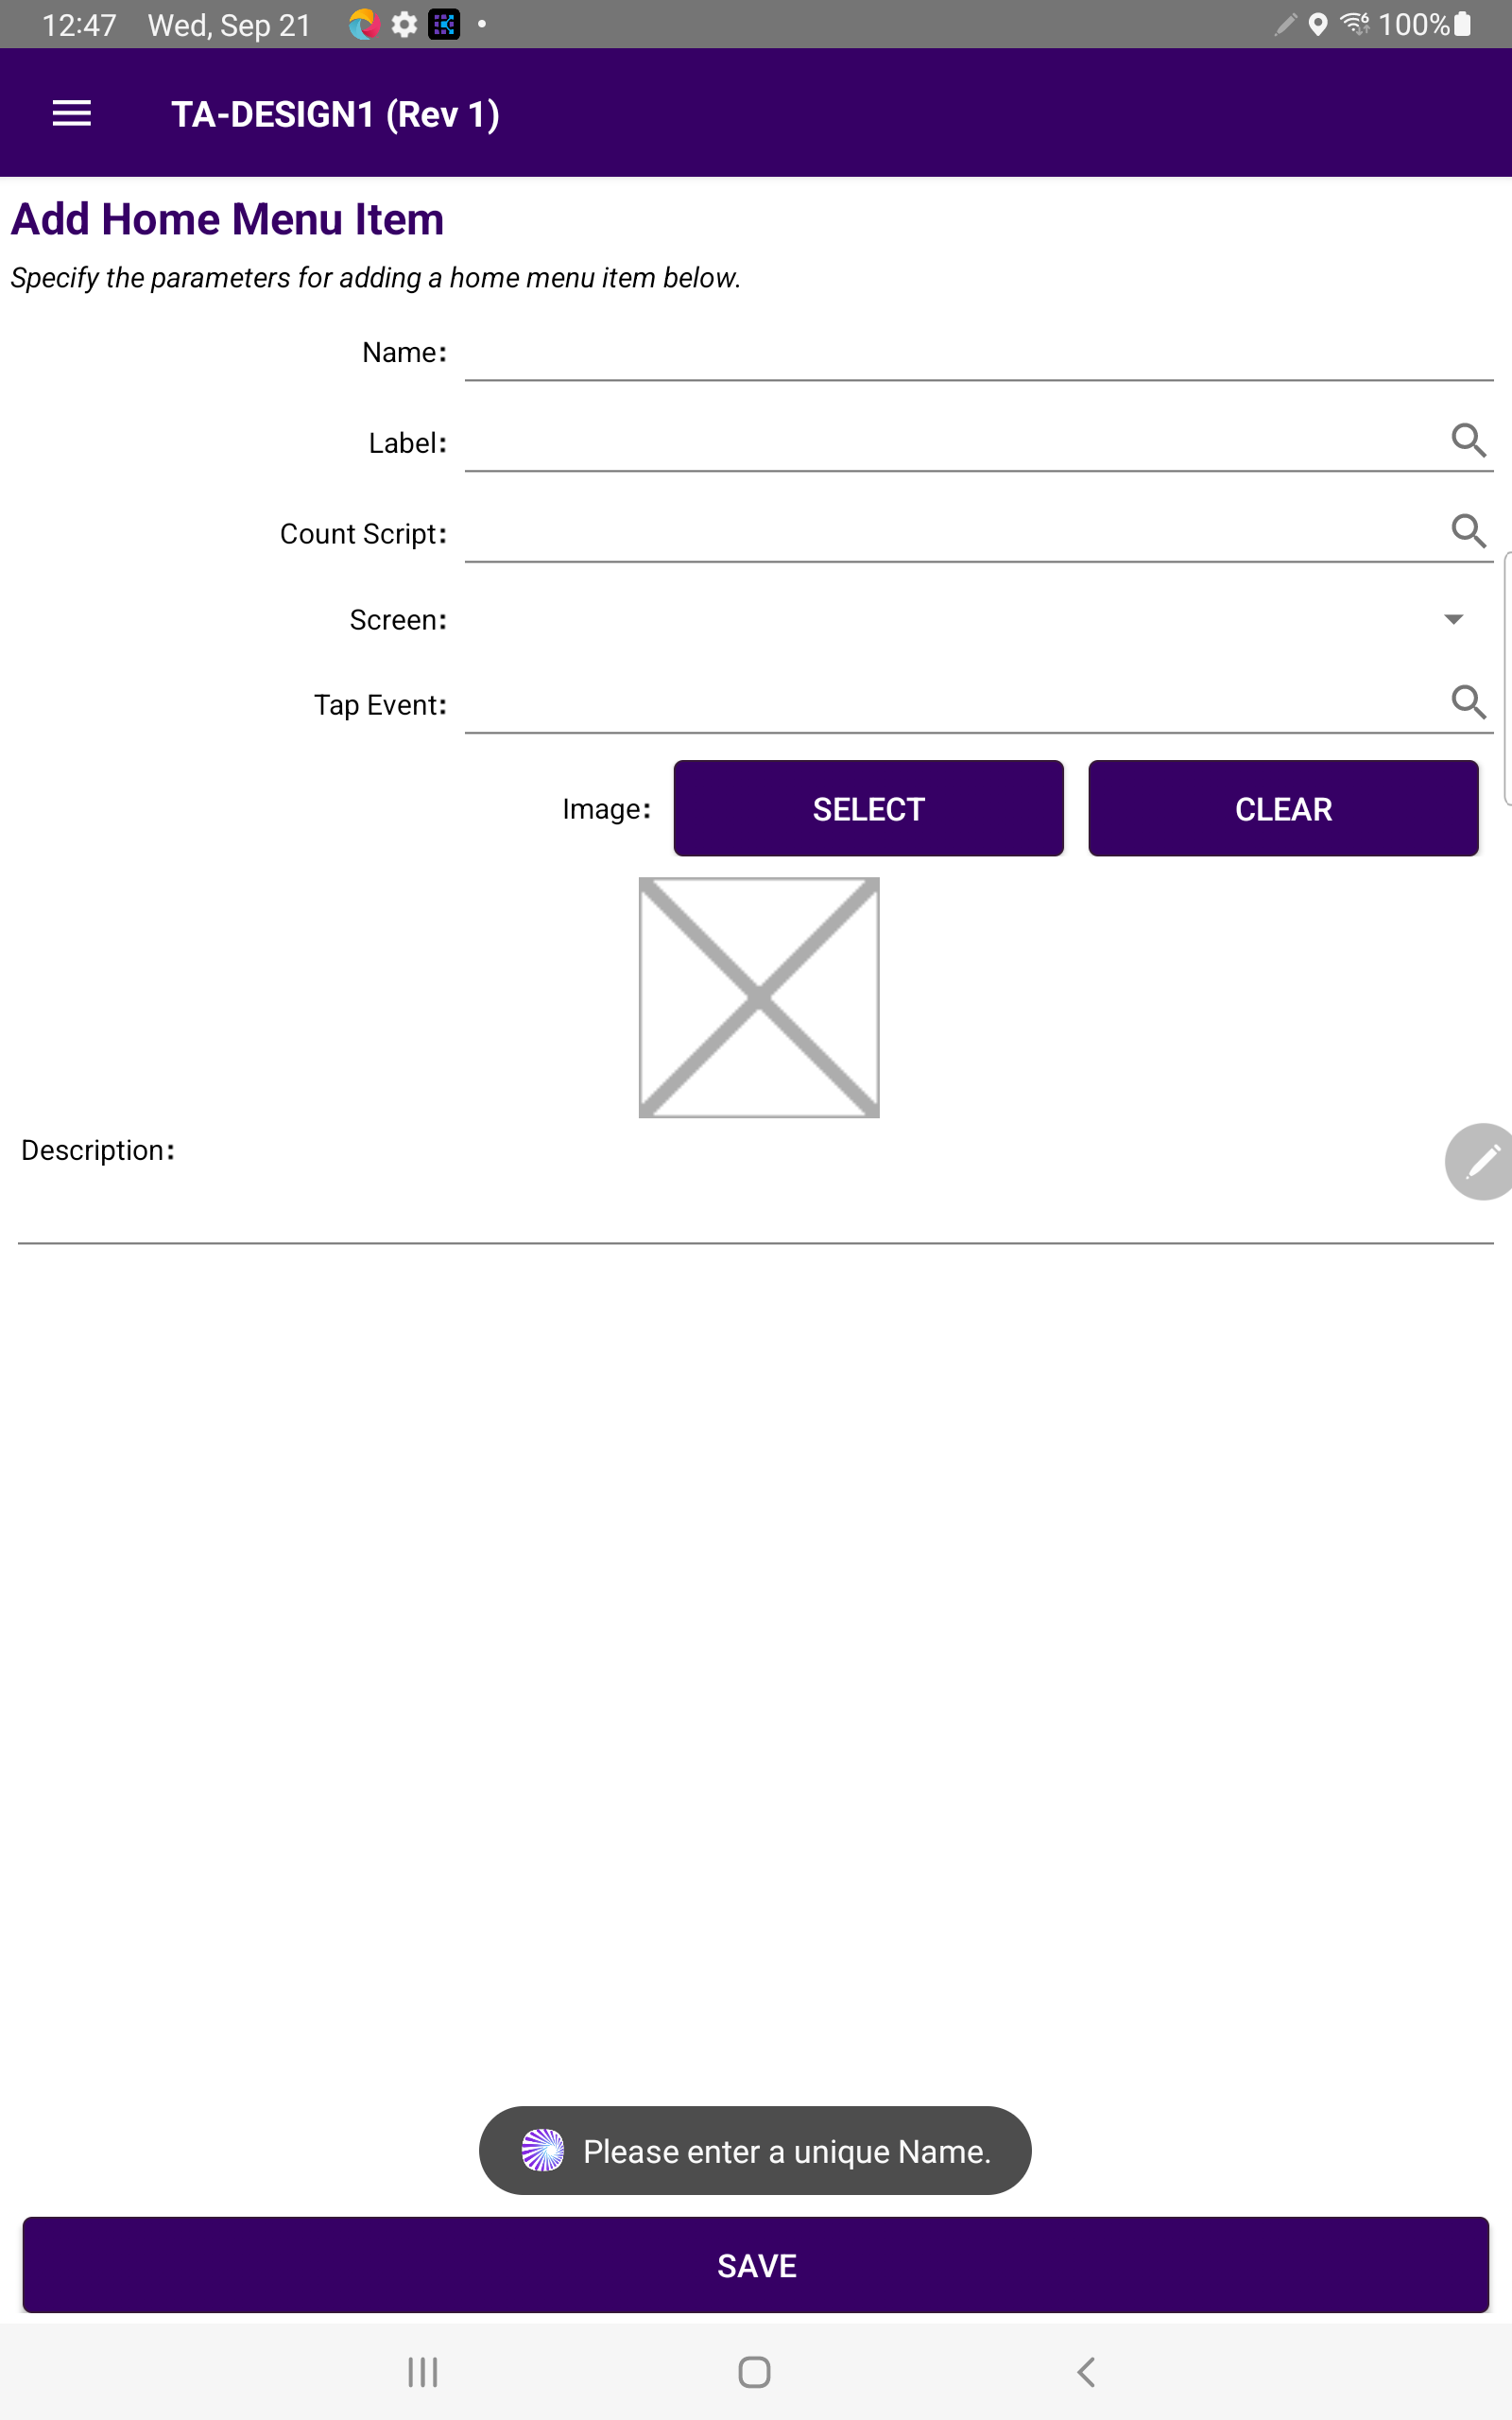 12:47 Wed, Sep 21 100%
TA-DESIGN1 (Rev 1)
Add Home Menu Item
Specify the parameters for adding a home menu item below.
Name:
Label:
Count Script:
Screen:
Tap Event:
Image: SELECT CLEAR
Description:
Please enter a unique Name.
SAVE